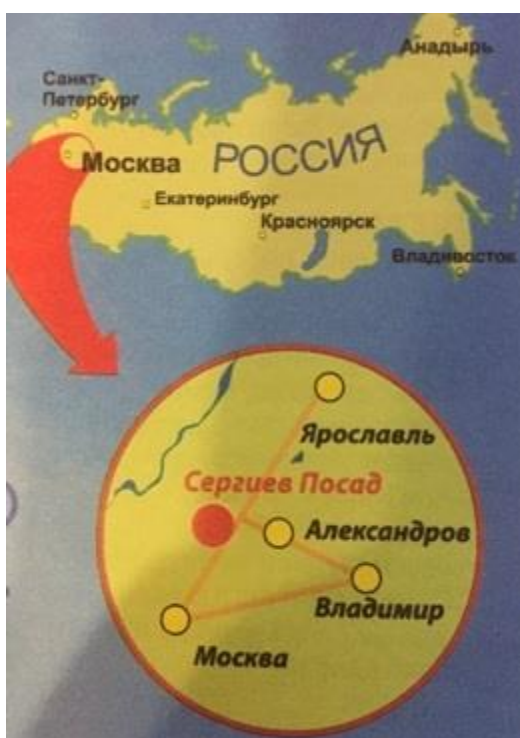 Анадырь
Санкт-
Петербург
Москва
РОССИЯ
Екатеринбург
Красноярск
Владивосток
Ярославль
Сергиев Посад
Александров
Владимир
Москва